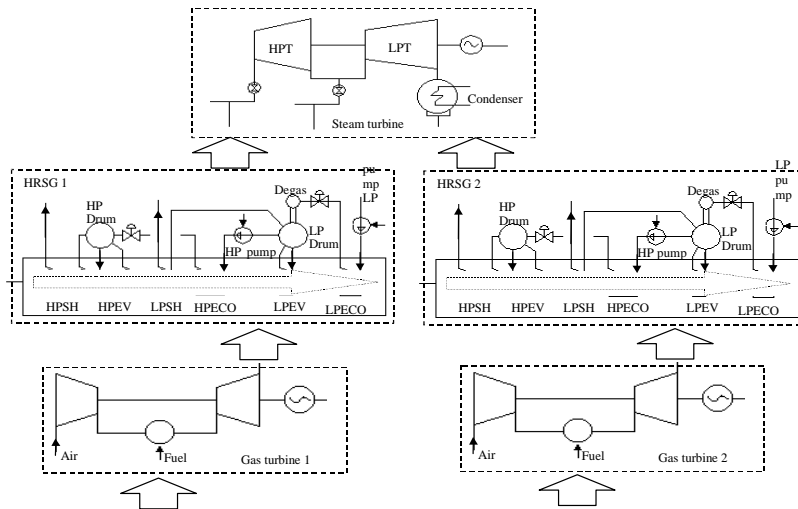 HPT
LPT
Condenser
Steam turbine
HRSG 1
pu
mp
LP
Degas
HP
Drum
LP
Drum
HP pump
HPSH
HPEV
LPSH
HPECO
LPEV
LPECO
HRSG 2
LP
pu
mp
Degas
HP
Drum
LP
Drum
HP pump
HPSH
HPEV
LPSH
HPECO
LPEV
LPECO
Air
Fuel
Gas turbine 1
Air
Fuel
Gas turbine 2